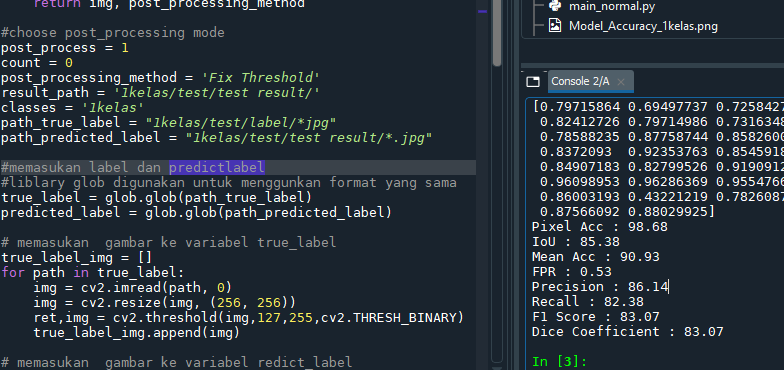 return img, post_processing_method
#choose post_processing mode
post_process = 1
count = 0
post_processing_method = 'Fix Threshold'
result_path = '1kelas/test/test result/'
classes = '1kelas'
path_true_label = "1kelas/test/label/*jpg"
path_predicted_label = "1kelas/test/test result/*.jpg"
#memasukan label dan predictlabel
#liblary glob digunakan untuk menggunkan format yang sama
true_label = glob.glob(path_true_label)
predicted_label = glob.glob(path_predicted_label)
# memasukan  gambar ke variabel true_label
true_label_img = []
for path in true_label:
img = cv2.imread(path, 0)
img = cv2.resize(img, (256, 256))
ret,img = cv2.threshold(img,127,255,cv2.THRESH_BINARY)
true_label_img.append(img)
# memasukan  gambar ke variabel redict_label
main_normal.py
Model_Accuracy_1kelas.png
Console 2/A
[0.79715864 0.69497737 0.7258427
0.82412726 0.79714986 0.7316348
0.78588235 0.87758744 0.8582600
0.8372093  0.92353763 0.8545918
0.84907183 0.82799526 0.9190912
0.96098953 0.96286369 0.9554766
0.86003193 0.43221219 0.7826087
0.87566092 0.88029925]
Pixel Acc : 98.68
IoU : 85.38
Mean Acc : 90.93
FPR : 0.53
Precision : 86.14
Recall : 82.38
F1 Score : 83.07
Dice Coefficient : 83.07
In [3]: